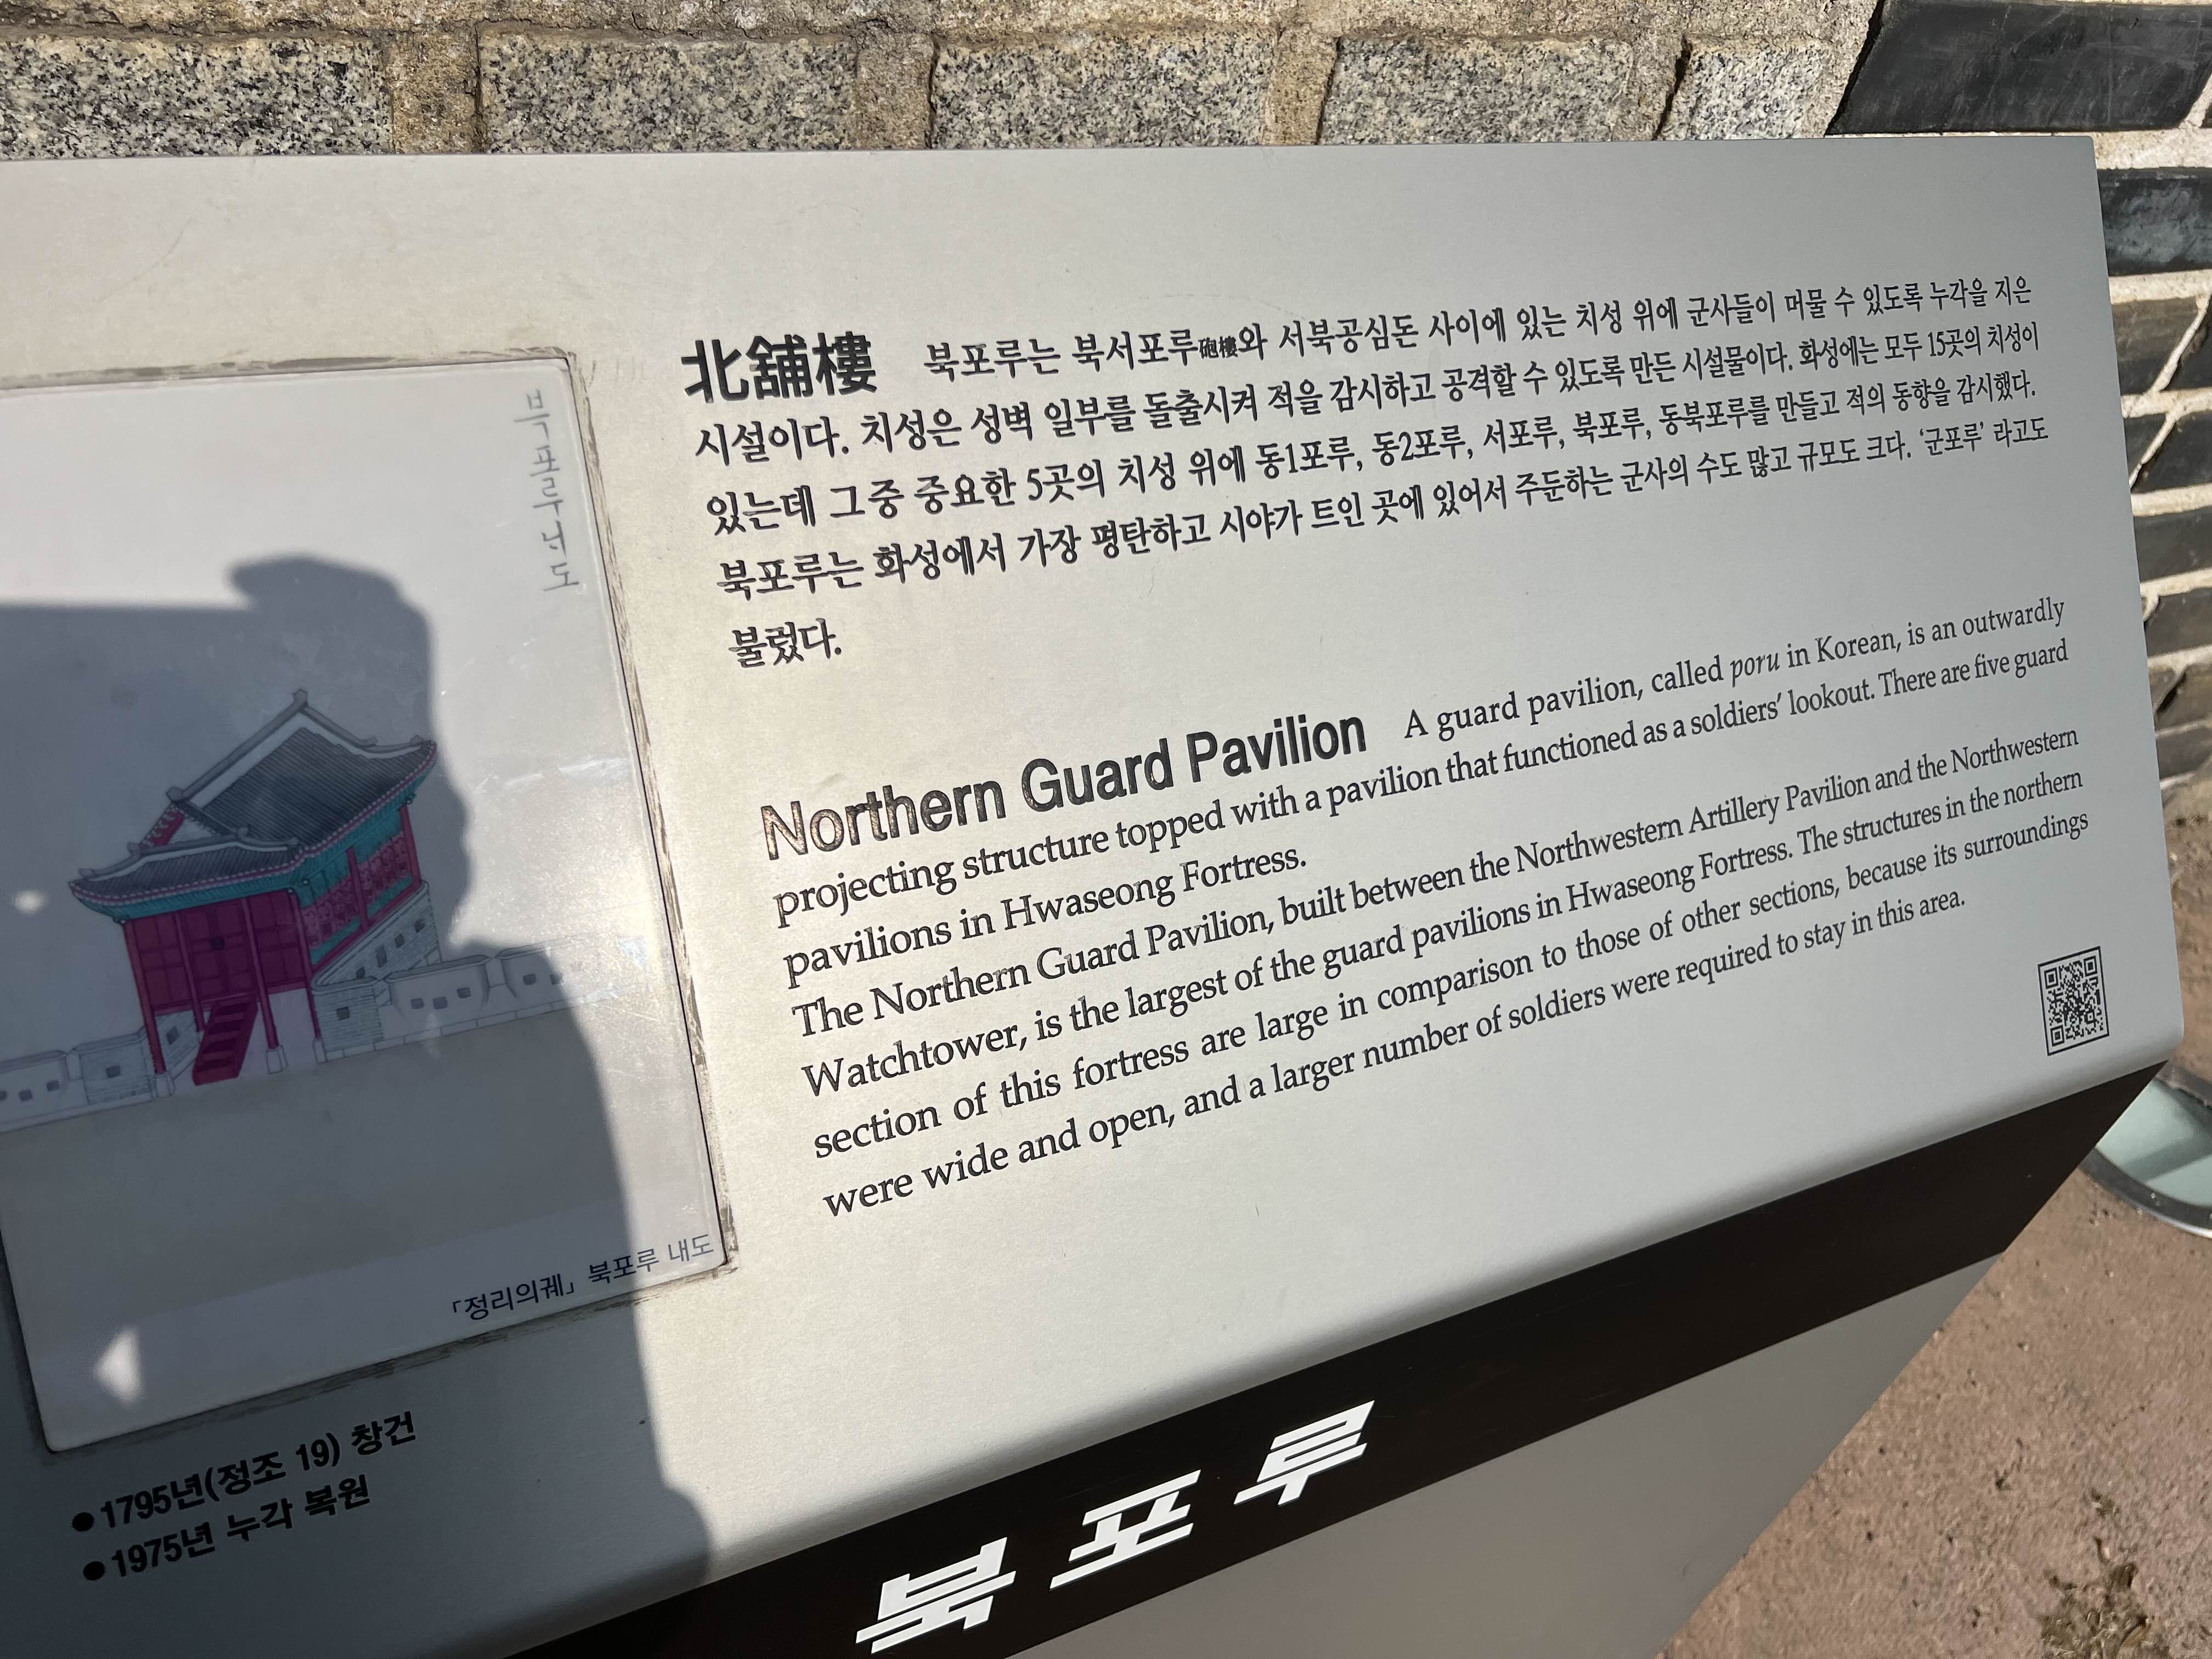 北舖樓 북포루는 북서포루砲樓와 서북공심돈 사이에 있는 치성 위에 군사들이 머물 수 있도록 누각을 지은
시설이다. 치성은 성벽 일부를 돌출시켜 적을 감시하고 공격할 수 있도록 만든 시설물이다. 화성에는 모두 15곳의 치성이
있는데 그중 중요한 5곳의 치성 위에 동1포루, 동2포루, 서포루, 북포루, 동북포루를 만들고 적의 동향을 감시했다.
북포루는 화성에서 가장 평탄하고 시야가 트인 곳에 있어서 주둔하는 군사의 수도 많고 규모도 크다. ‘군포루’ 라고도
불렀다.
Northern Guard Pavilion A guard pavilion, called poru in Korean, is an outwardly
projecting structure topped with a pavilion that functioned as a soldiers’ lookout. There are five guard
pavilions in Hwaseong Fortress.
The Northern Guard Pavilion, built between the Northwestern Artillery Pavilion and the Northwestern
Watchtower, is the largest of the guard pavilions in Hwaseong Fortress. The structures in the northern
section of this fortress are large in comparison to those of other sections, because its surroundings
were wide and open, and a larger number of soldiers were required to stay in this area.
「정리의궤」 북포루 내도
●1795년(정조 19) 창건
●1975년 누각 복원
북포루